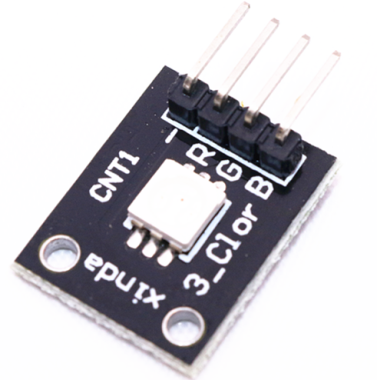 - R G B
CNT1
3_Clor
xinda